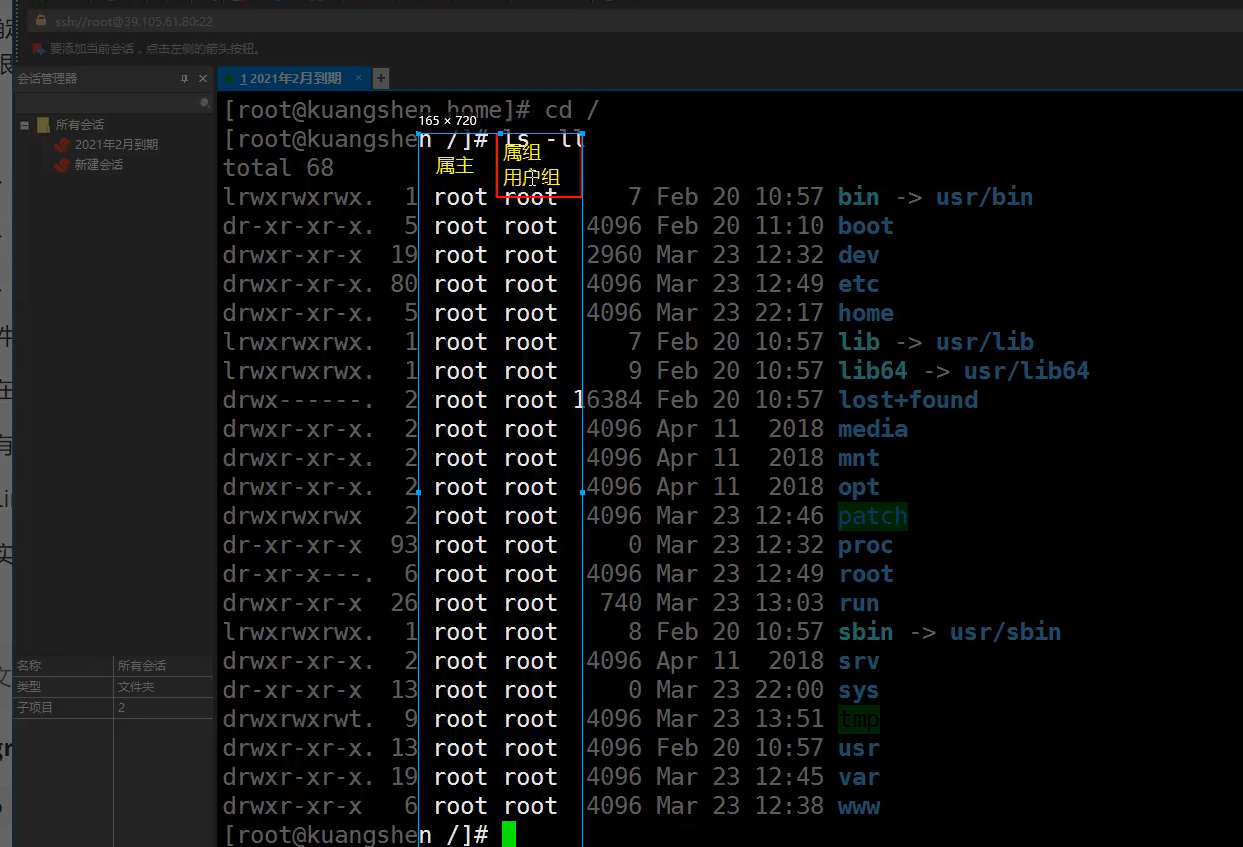 ssh://root@39.105.61.80:22
要添加当前会话，点击左侧的箭头按钮。
会话管理器
1 2021年2月到期
所有会话
2021年2月到期
新建会话
名称 所有会话
类型 文件夹
子项目 2
[root@kuangshen home]# cd /
165 × 720
[root@kuangshen /]# ls -ll
属主 属组
用户组
total 68
lrwxrwxrwx. 1 root root 7 Feb 20 10:57 bin -> usr/bin
dr-xr-xr-x. 5 root root 4096 Feb 20 11:10 boot
drwxr-xr-x 19 root root 2960 Mar 23 12:32 dev
drwxr-xr-x. 80 root root 4096 Mar 23 12:49 etc
drwxr-xr-x. 5 root root 4096 Mar 23 22:17 home
lrwxrwxrwx. 1 root root 7 Feb 20 10:57 lib -> usr/lib
lrwxrwxrwx. 1 root root 9 Feb 20 10:57 lib64 -> usr/lib64
drwx------. 2 root root 16384 Feb 20 10:57 lost+found
drwxr-xr-x. 2 root root 4096 Apr 11 2018 media
drwxr-xr-x. 2 root root 4096 Apr 11 2018 mnt
drwxr-xr-x. 2 root root 4096 Apr 11 2018 opt
drwxrwxrwx 2 root root 4096 Mar 23 12:46 patch
dr-xr-xr-x 93 root root 0 Mar 23 12:32 proc
dr-xr-x---. 6 root root 4096 Mar 23 12:49 root
drwxr-xr-x 26 root root 740 Mar 23 13:03 run
lrwxrwxrwx. 1 root root 8 Feb 20 10:57 sbin -> usr/sbin
drwxr-xr-x. 2 root root 4096 Apr 11 2018 srv
dr-xr-xr-x 13 root root 0 Mar 23 22:00 sys
drwxrwxrwt. 9 root root 4096 Mar 23 13:51 tmp
drwxr-xr-x. 13 root root 4096 Feb 20 10:57 usr
drwxr-xr-x. 19 root root 4096 Mar 23 12:45 var
drwxr-xr-x 6 root root 4096 Mar 23 12:38 www
[root@kuangshen /]#